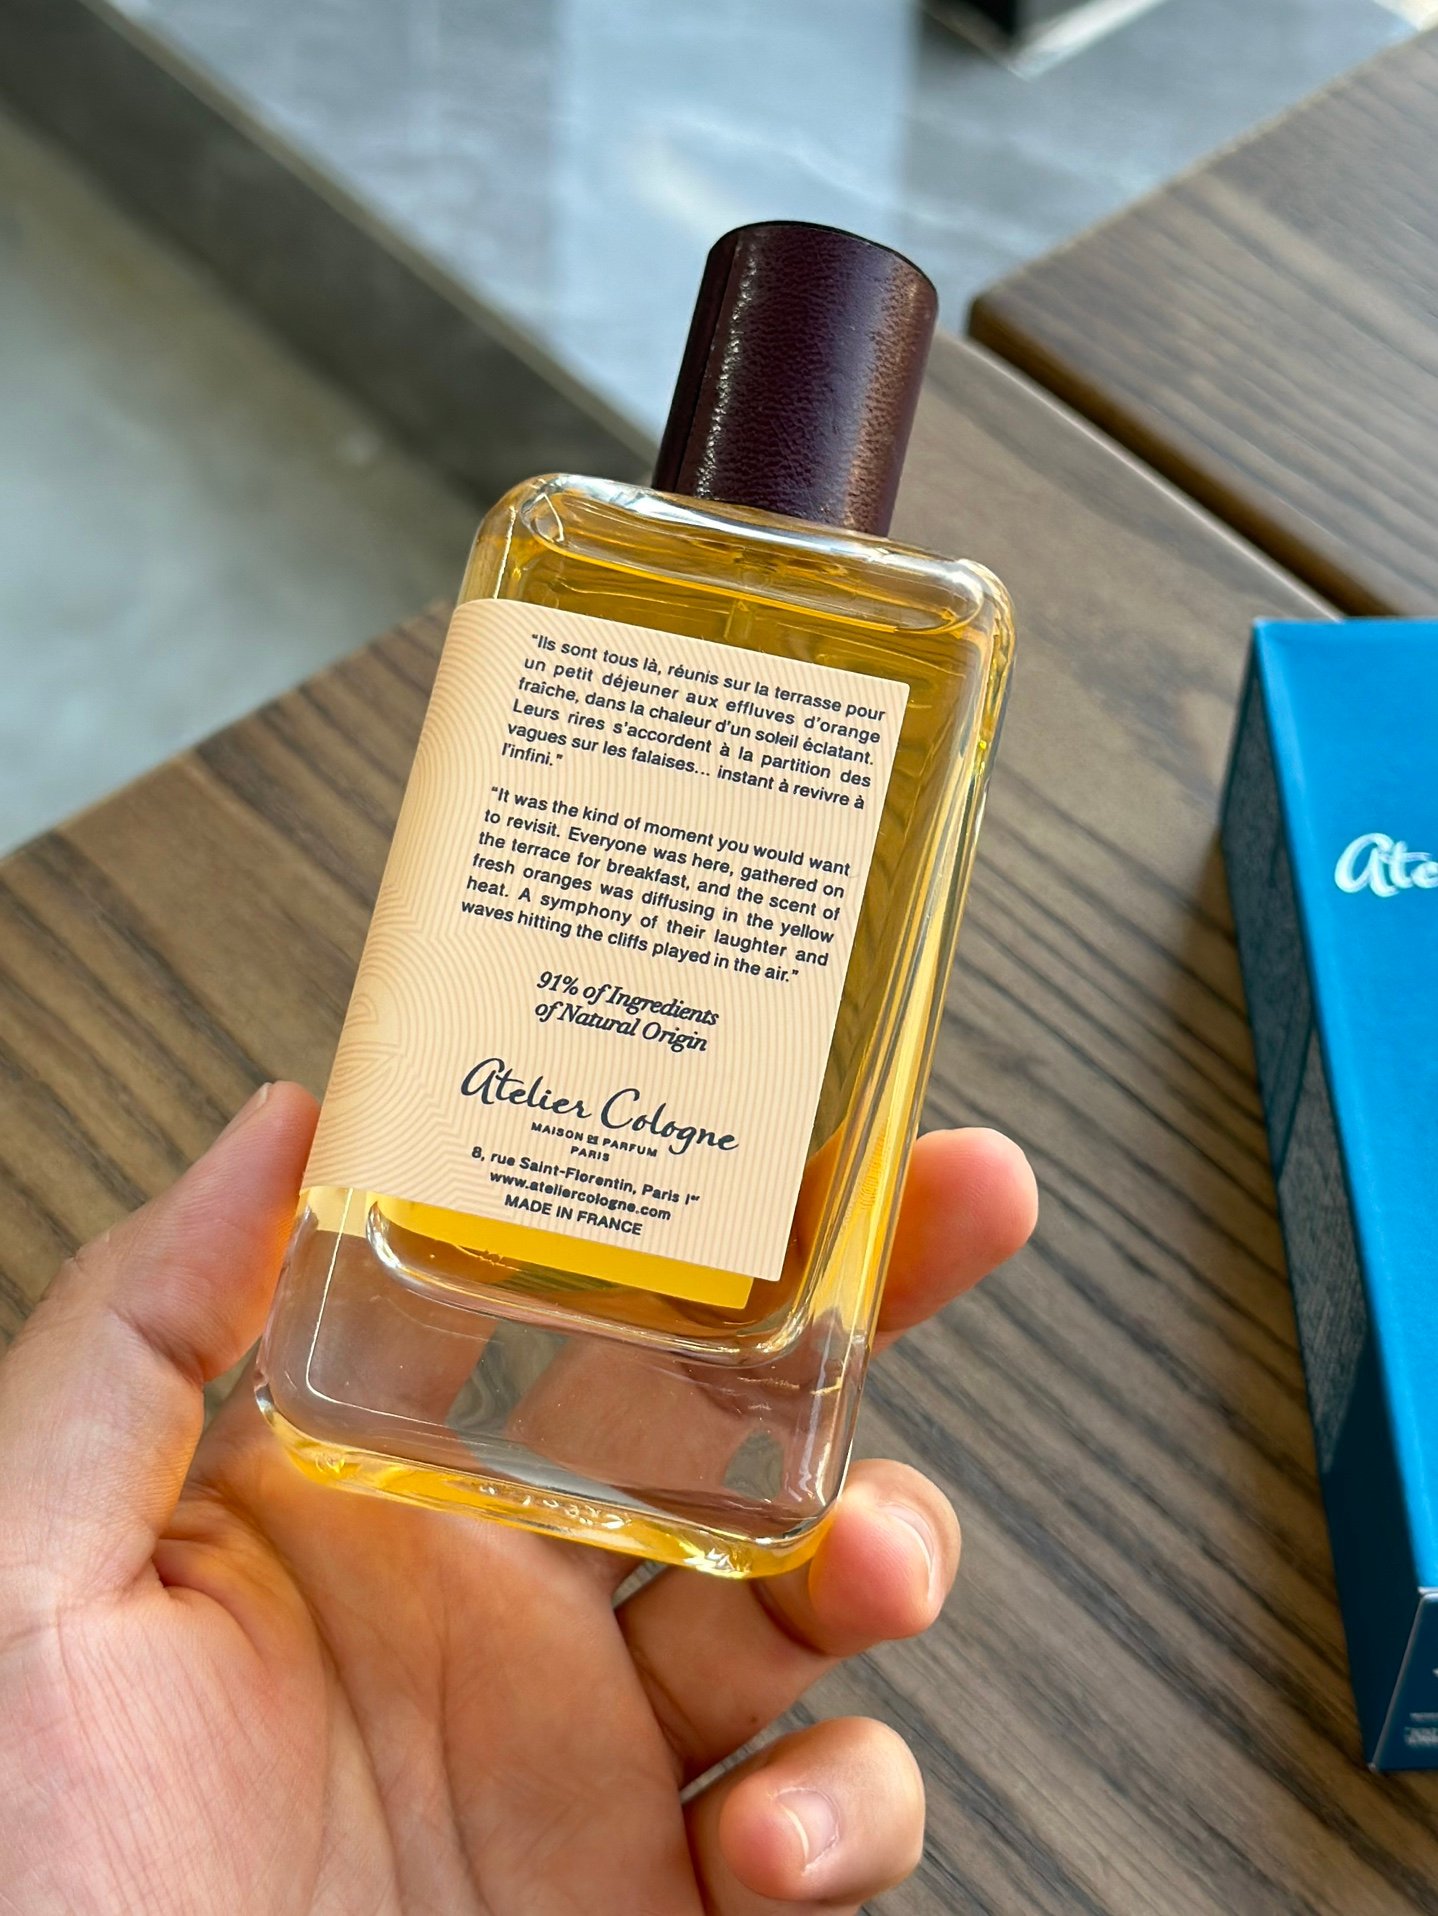 “Ils sont tous là, réunis sur la terrasse pour
un petit déjeuner aux effluves d’orange
fraîche, dans la chaleur d’un soleil éclatant.
Leurs rires s’accordent à la partition des
vagues sur les falaises... instant à revivre à
l’infini.”
“It was the kind of moment you would want
to revisit. Everyone was here, gathered on
the terrace for breakfast, and the scent of
fresh oranges was diffusing in the yellow
heat. A symphony of their laughter and
waves hitting the cliffs played in the air.”
91% of Ingredients
of Natural Origin
Atelier Cologne
MAISON DE PARFUM
PARIS
8, rue Saint-Florentin, Paris Iᵉʳ
www.ateliercologne.com
MADE IN FRANCE
Ate